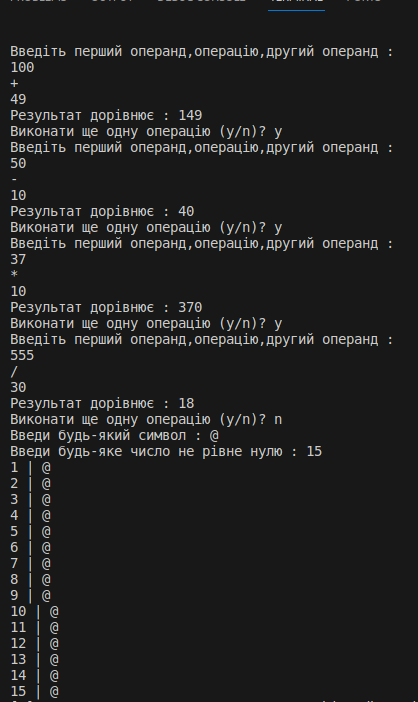 Введіть перший операнд,операцію,другий операнд :
100
+
49
Результат дорівнює : 149
Виконати ще одну операцію (y/n)? y
Введіть перший операнд,операцію,другий операнд :
50
-
10
Результат дорівнює : 40
Виконати ще одну операцію (y/n)? y
Введіть перший операнд,операцію,другий операнд :
37
*
10
Результат дорівнює : 370
Виконати ще одну операцію (y/n)? y
Введіть перший операнд,операцію,другий операнд :
555
/
30
Результат дорівнює : 18
Виконати ще одну операцію (y/n)? n
Введи будь-який символ : @
Введи будь-яке число не рівне нулю : 15
1 | @
2 | @
3 | @
4 | @
5 | @
6 | @
7 | @
8 | @
9 | @
10 | @
11 | @
12 | @
13 | @
14 | @
15 | @